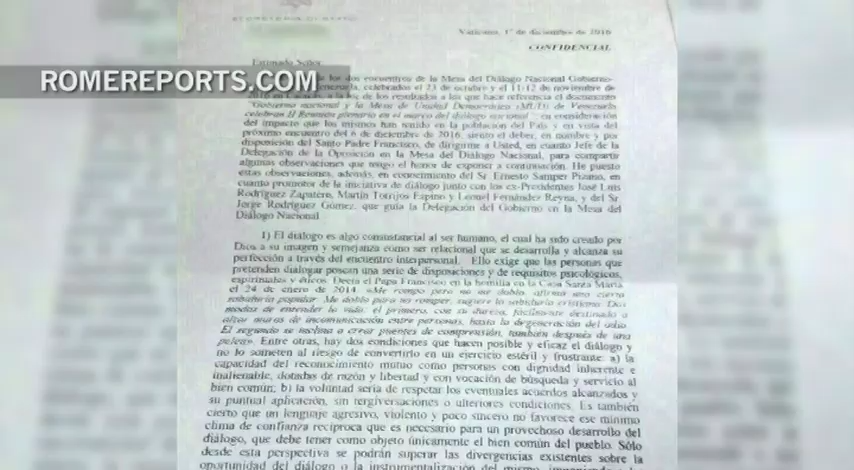 SECRETARÍA DI STATO
Vaticano, 1º de diciembre de 2016
CONFIDENCIAL
Estimado Señor
ROMEREPORTS.COM
los dos encuentros de la Mesa del Diálogo Nacional Gobierno-
Venezuela, celebrados el 23 de octubre y el 11-12 de noviembre de
2016 en Caracas, a la luz de los resultados a los que hace referencia el documento
"Gobierno nacional y la Mesa de Unidad Democrática (MUD) de Venezuela
celebran II Reunión plenaria en el marco del diálogo nacional", en consideración
del impacto que los mismos han tenido en la población del País y en vista del
próximo encuentro del 6 de diciembre de 2016, siento el deber, en nombre y por
disposición del Santo Padre Francisco, de dirigirme a Usted, en cuanto Jefe de la
Delegación de la Oposición en la Mesa del Diálogo Nacional, para compartir
algunas observaciones que tengo el honor de exponer a continuación. He puesto
estas observaciones, además, en conocimiento del Sr. Ernesto Samper Pizano, en
cuanto promotor de la iniciativa de diálogo junto con los ex-Presidentes José Luis
Rodríguez Zapatero, Martín Torrijos Espino y Leonel Fernández Reyna, y del Sr.
Jorge Rodríguez Gómez, que guía la Delegación del Gobierno en la Mesa del
Diálogo Nacional.
1) El diálogo es algo consustancial al ser humano, el cual ha sido creado por
Dios a su imagen y semejanza como ser relacional que se desarrolla y alcanza su
perfección a través del encuentro interpersonal. Ello exige que las personas que
pretenden dialogar posean una serie de disposiciones y de requisitos psicológicos,
espirituales y éticos. Decía el Papa Francisco en la homilía en la Casa Santa Marta
el 24 de enero de 2014 «Me rompo pero no me doblo, afirma una cierta
sabiduría popular. Me doblo para no romper, sugiere la sabiduría cristiana. Dos
modos de entender la vida: el primero, con su dureza, fácilmente destinado a
alzar muros de incomunicación entre personas, hasta la degeneración del odio.
El segundo se inclina a crear puentes de comprensión, también después de una
pelea». Entre otras, hay dos condiciones que hacen posible y eficaz el diálogo y
no lo someten al riesgo de convertirlo en un ejercicio estéril y frustrante: a) la
capacidad del reconocimiento mutuo como personas con dignidad inherente e
inalienable, dotadas de razón y libertad y con vocación de búsqueda y servicio al
bien común; b) la voluntad seria de respetar los eventuales acuerdos alcanzados y
su puntual aplicación, sin tergiversaciones o ulteriores condiciones. Es también
cierto que un lenguaje agresivo, violento y poco sincero no favorece ese mínimo
clima de confianza recíproca que es necesario para un provechoso desarrollo del
diálogo, que debe tener como objeto únicamente el bien común del pueblo. Sólo
desde esta perspectiva se podrán superar las divergencias existentes sobre la
oportunidad del diálogo o la instrumentalización del mismo,